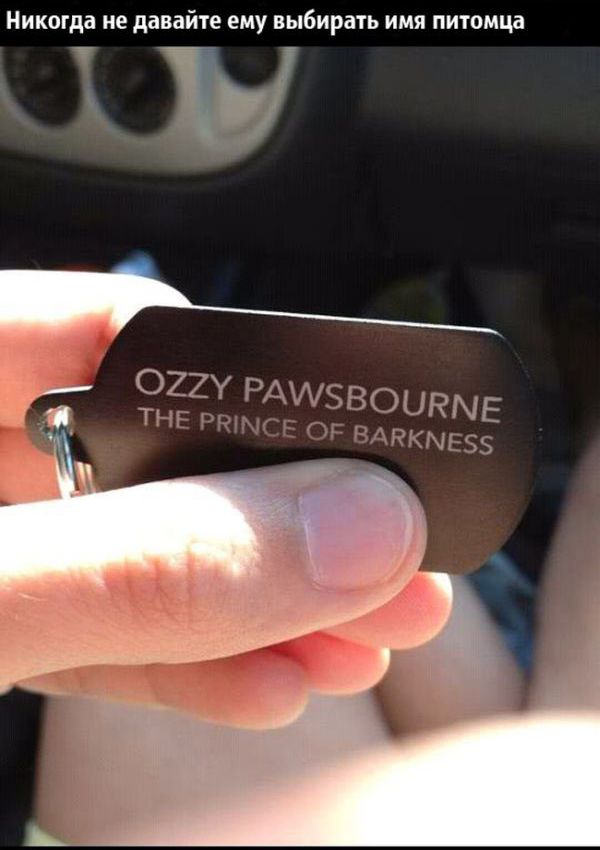 Никогда не давайте ему выбирать имя питомца
OZZY PAWSBOURNE
THE PRINCE OF BARKNESS